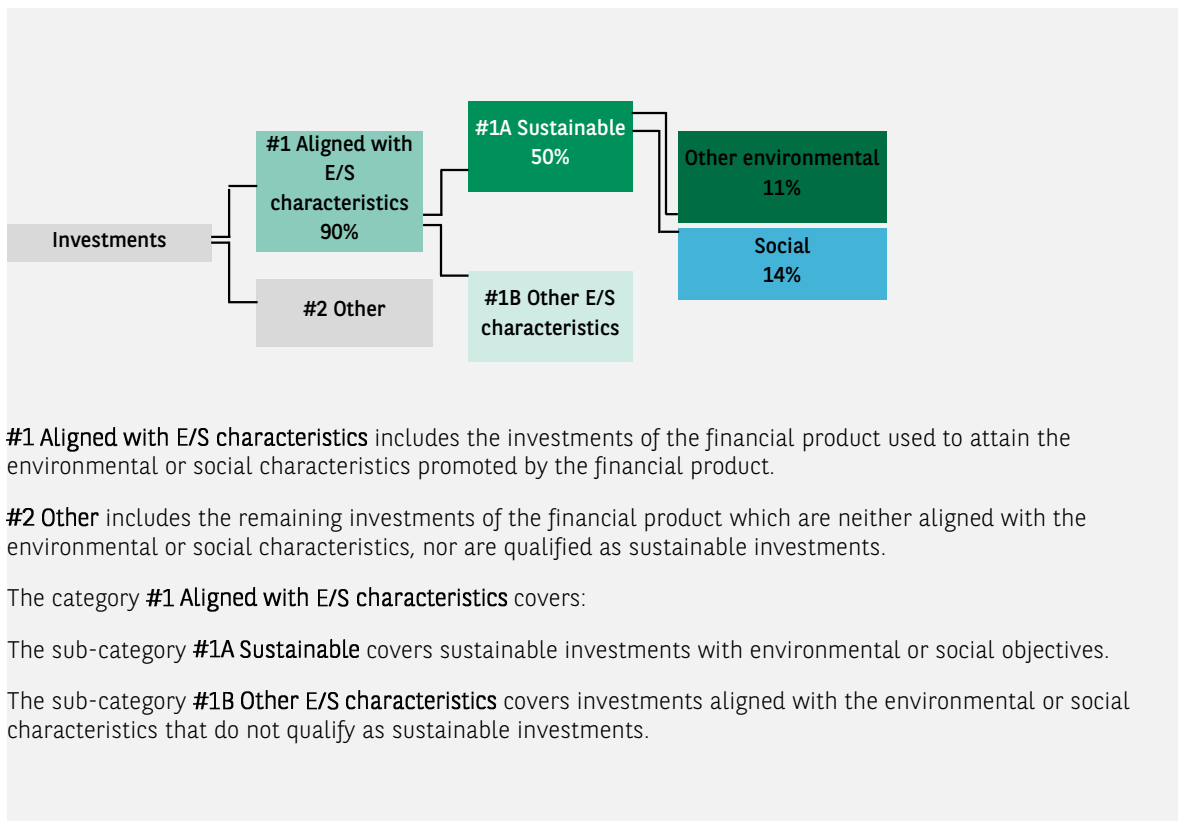 #1A Sustainable
50%
#1 Aligned with
E/S
characteristics
90%
Other environmental
11%
Investments
Social
14%
#2 Other
#1B Other E/S
characteristics
#1 Aligned with E/S characteristics includes the investments of the financial product used to attain the
environmental or social characteristics promoted by the financial product.
#2 Other includes the remaining investments of the financial product which are neither aligned with the
environmental or social characteristics, nor are qualified as sustainable investments.
The category #1 Aligned with E/S characteristics covers:
The sub-category #1A Sustainable covers sustainable investments with environmental or social objectives.
The sub-category #1B Other E/S characteristics covers investments aligned with the environmental or social
characteristics that do not qualify as sustainable investments.